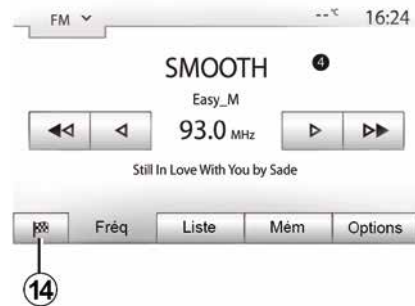 FM --°C 16:24
SMOOTH 4
Easy_M
93.0 MHz
Still In Love With You by Sade
Fréq Liste Mém Options
14